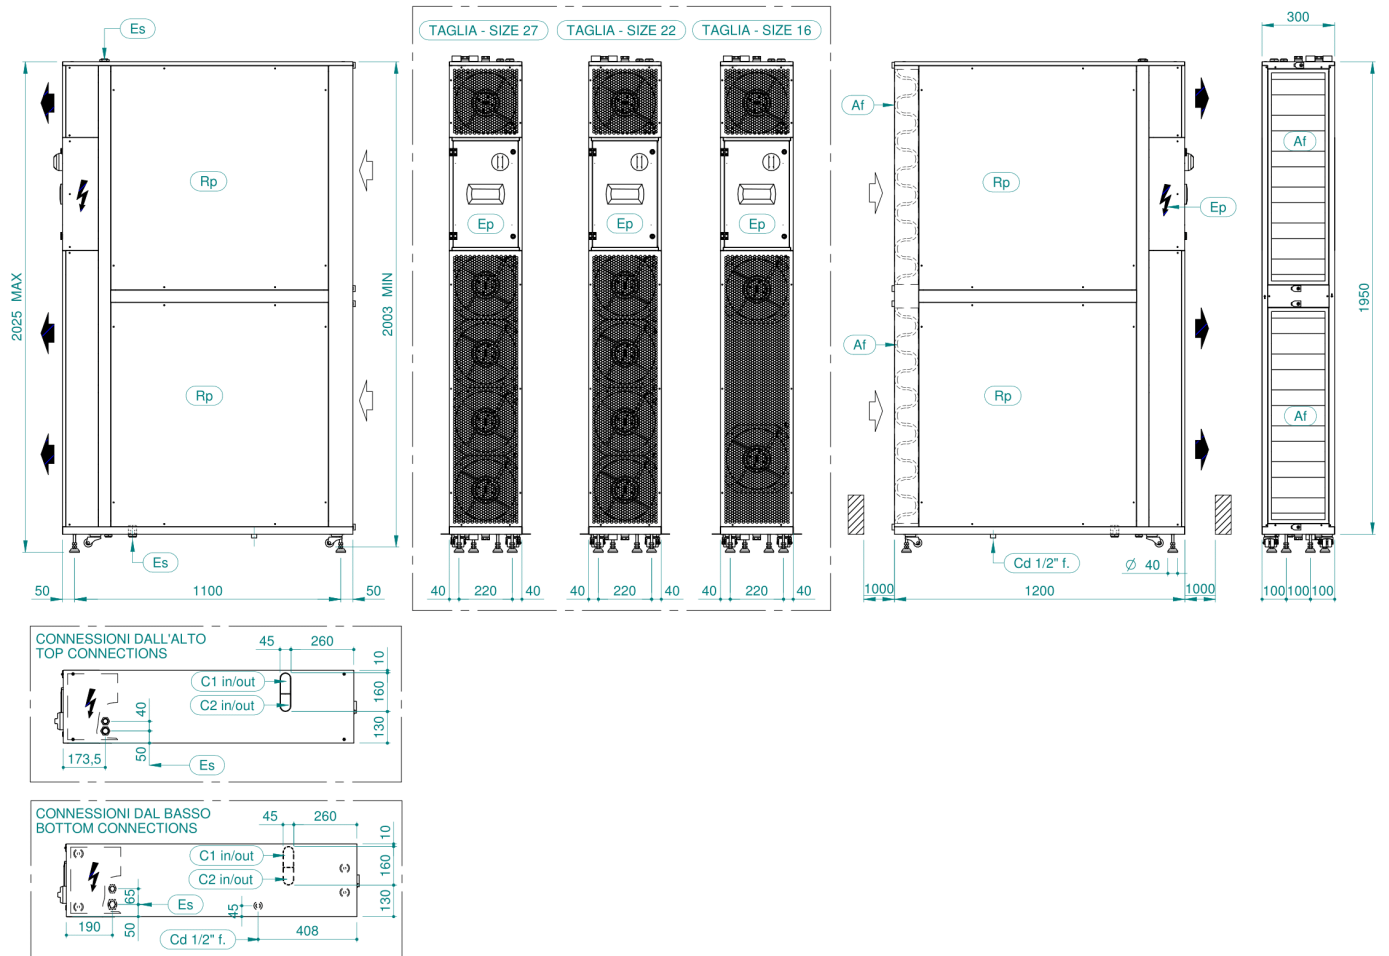 Es
TAGLIA - SIZE 27
TAGLIA - SIZE 22
TAGLIA - SIZE 16
300
Af
Af
Rp
Rp
Ep
Ep
Ep
Ep
2025 MAX
2003 MIN
1950
Rp
Rp
Af
Af
Es
Cd 1/2" f.
Ø 40
50
1100
50
40
220
40
40
220
40
40
220
40
1000
1200
1000
100
100
100
CONNESSIONI DALL'ALTO
TOP CONNECTIONS
45
260
10
C1 in/out
160
C2 in/out
40
130
173,5
50
Es
CONNESSIONI DAL BASSO
BOTTOM CONNECTIONS
45
260
10
C1 in/out
160
C2 in/out
65
Es
45
130
190
50
408
Cd 1/2" f.